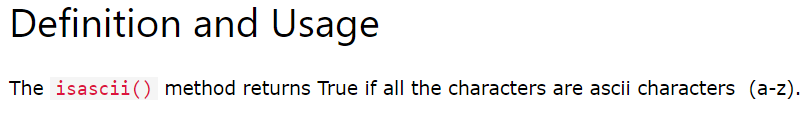 Definition and Usage
The isascii() method returns True if all the characters are ascii characters  (a-z).